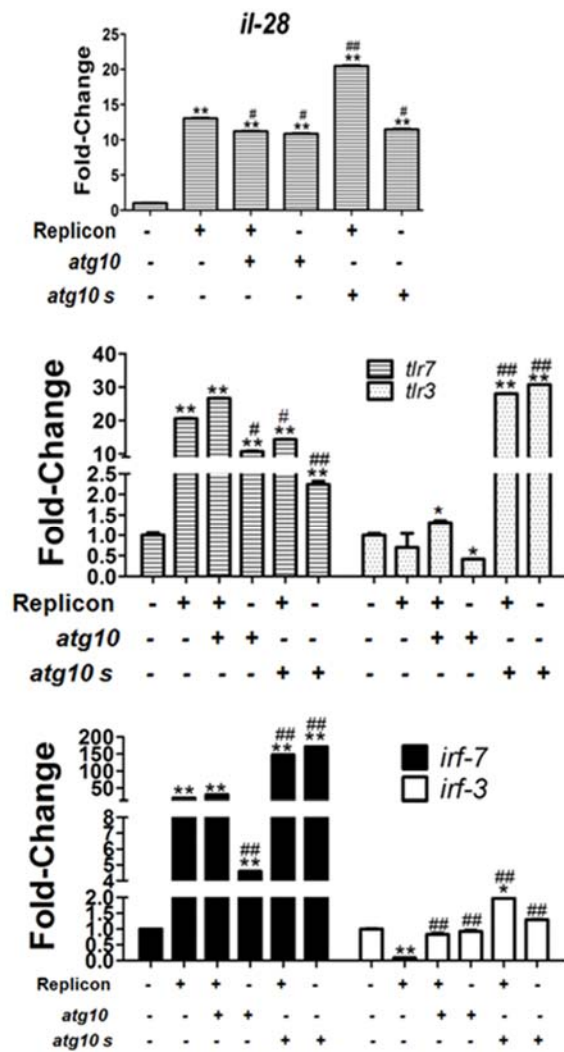 il-28
Fold-Change
25
20
15
10
5
0
** # ** # ** ## ** # **
Replicon - + + - + -
atg10 - - + + - -
atg10 s - - - - + +
Fold-Change
40
30
20
10
2.5
2.0
1.5
1.0
0.5
0.0
tlr7
tlr3
** ** # ** # ** ## ** * * ## ** ## **
Replicon - + + - + - - + + - + -
atg10 - - + + - - - - + + - -
atg10 s - - - - + + - - - - + +
Fold-Change
200
150
100
50
8
7
6
5
4
2.0
1.5
1.0
0.5
0.0
irf-7
irf-3
** ** ## ** ## ** ## ** ** ## ## ## * ##
Replicon - + + - + - - + + - + -
atg10 - - + + - - - - + + - -
atg10 s - - - - + + - - - - + +